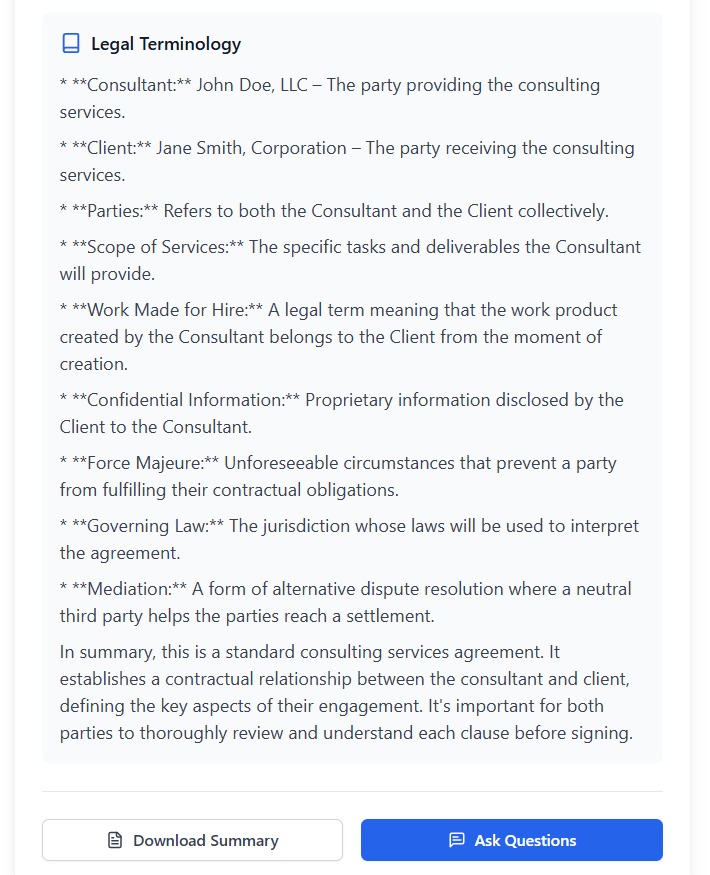 Legal Terminology
* **Consultant:** John Doe, LLC – The party providing the consulting
services.
* **Client:** Jane Smith, Corporation – The party receiving the consulting
services.
* **Parties:** Refers to both the Consultant and the Client collectively.
* **Scope of Services:** The specific tasks and deliverables the Consultant
will provide.
* **Work Made for Hire:** A legal term meaning that the work product
created by the Consultant belongs to the Client from the moment of
creation.
* **Confidential Information:** Proprietary information disclosed by the
Client to the Consultant.
* **Force Majeure:** Unforeseeable circumstances that prevent a party
from fulfilling their contractual obligations.
* **Governing Law:** The jurisdiction whose laws will be used to interpret
the agreement.
* **Mediation:** A form of alternative dispute resolution where a neutral
third party helps the parties reach a settlement.
In summary, this is a standard consulting services agreement. It
establishes a contractual relationship between the consultant and client,
defining the key aspects of their engagement. It's important for both
parties to thoroughly review and understand each clause before signing.
Download Summary
Ask Questions